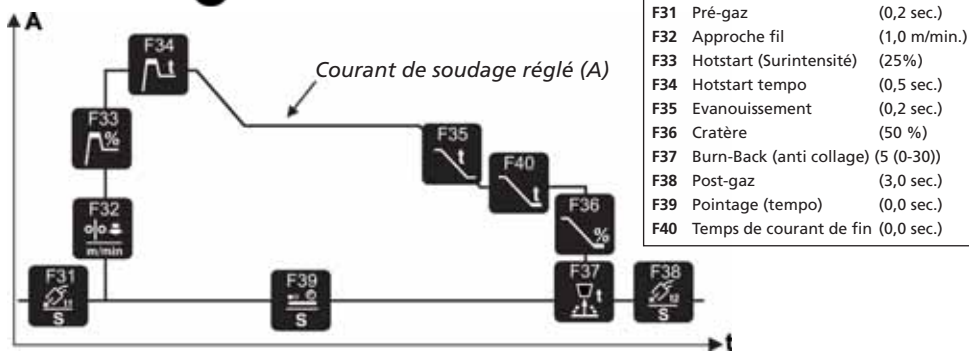 A
F34
t
Courant de soudage réglé (A)
F33
%
F35
t
F40
t
F32
m/min
F36
%
F31
S
F39
S
F37
t
F38
S
t
F31 Pré-gaz (0,2 sec.)
F32 Approche fil (1,0 m/min.)
F33 Hotstart (Surintensité) (25%)
F34 Hotstart tempo (0,5 sec.)
F35 Evanouissement (0,2 sec.)
F36 Cratère (50 %)
F37 Burn-Back (anti collage) (5 (0-30))
F38 Post-gaz (3,0 sec.)
F39 Pointage (tempo) (0,0 sec.)
F40 Temps de courant de fin (0,0 sec.)